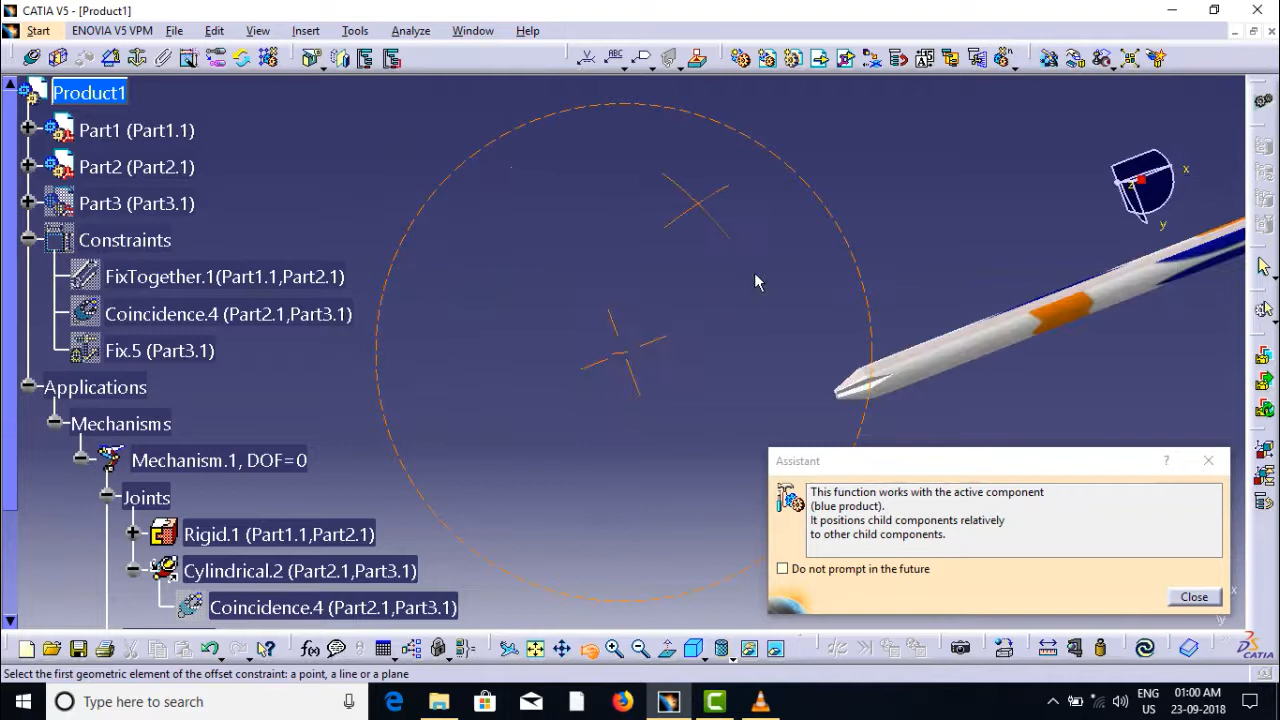 CATIA V5 - [Product1]
Start ENOVIA V5 VPM File Edit View Insert Tools Analyze Window Help
ABC
Product1
Part1 (Part1.1)
Part2 (Part2.1)
Part3 (Part3.1)
Constraints
FixTogether.1(Part1.1,Part2.1)
Coincidence.4 (Part2.1,Part3.1)
Fix.5 (Part3.1)
Applications
Mechanisms
Mechanism.1, DOF=0
Joints
Rigid.1 (Part1.1,Part2.1)
Cylindrical.2 (Part2.1,Part3.1)
Coincidence.4 (Part2.1,Part3.1)
x
z
y
Assistant
This function works with the active component
(blue product).
It positions child components relatively
to other child components.
Do not prompt in the future
Close
x
y
f(x)
CATIA
Select the first geometric element of the offset constraint: a point, a line or a plane
Type here to search
ENG
US
01:00 AM
23-09-2018